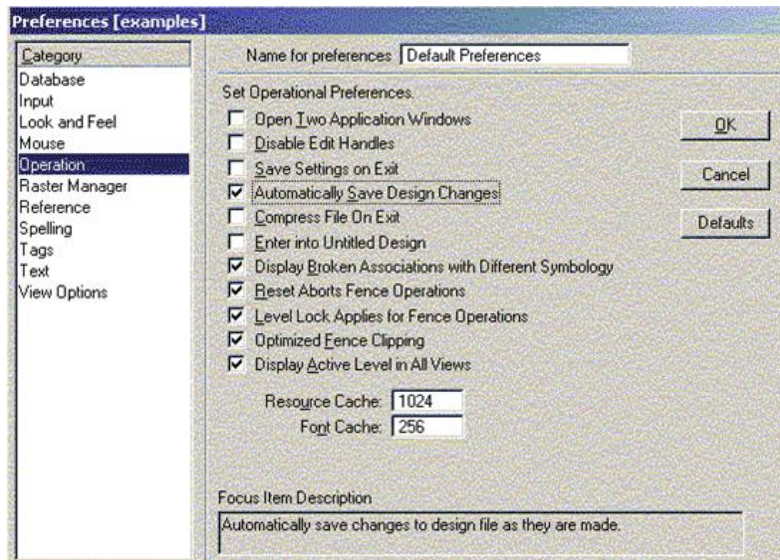 Preferences [examples]
Category
Database
Input
Look and Feel
Mouse
Operation
Raster Manager
Reference
Spelling
Tags
Text
View Options
Name for preferences Default Preferences
Set Operational Preferences.
Open Two Application Windows
Disable Edit Handles
Save Settings on Exit
Automatically Save Design Changes
Compress File On Exit
Enter into Untitled Design
Display Broken Associations with Different Symbology
Reset Aborts Fence Operations
Level Lock Applies for Fence Operations
Optimized Fence Clipping
Display Active Level in All Views
Resource Cache: 1024
Font Cache: 256
OK
Cancel
Defaults
Focus Item Description
Automatically save changes to design file as they are made.